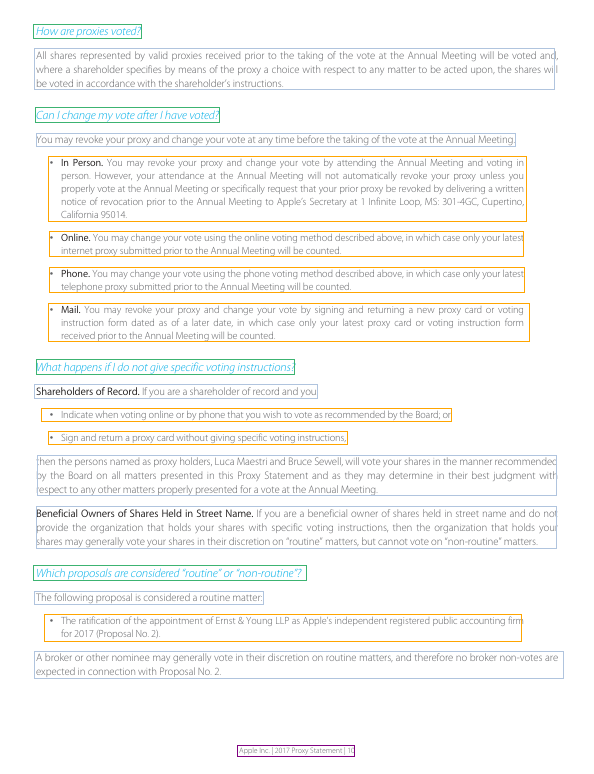 How are proxies voted?
All shares represented by valid proxies received prior to the taking of the vote at the Annual Meeting will be voted and,
where a shareholder specifies by means of the proxy a choice with respect to any matter to be acted upon, the shares will
be voted in accordance with the shareholder's instructions.
Can I change my vote after I have voted?
You may revoke your proxy and change your vote at any time before the taking of the vote at the Annual Meeting.
• In Person. You may revoke your proxy and change your vote by attending the Annual Meeting and voting in
person. However, your attendance at the Annual Meeting will not automatically revoke your proxy unless you
properly vote at the Annual Meeting or specifically request that your prior proxy be revoked by delivering a written
notice of revocation prior to the Annual Meeting to Apple's Secretary at 1 Infinite Loop, MS: 301-4GC, Cupertino,
California 95014.
• Online. You may change your vote using the online voting method described above, in which case only your latest
internet proxy submitted prior to the Annual Meeting will be counted.
• Phone. You may change your vote using the phone voting method described above, in which case only your latest
telephone proxy submitted prior to the Annual Meeting will be counted.
• Mail. You may revoke your proxy and change your vote by signing and returning a new proxy card or voting
instruction form dated as of a later date, in which case only your latest proxy card or voting instruction form
received prior to the Annual Meeting will be counted.
What happens if I do not give specific voting instructions?
Shareholders of Record. If you are a shareholder of record and you
• Indicate when voting online or by phone that you wish to vote as recommended by the Board; or
• Sign and return a proxy card without giving specific voting instructions,
then the persons named as proxy holders, Luca Maestri and Bruce Sewell, will vote your shares in the manner recommended
by the Board on all matters presented in this Proxy Statement and as they may determine in their best judgment with
respect to any other matters properly presented for a vote at the Annual Meeting.
Beneficial Owners of Shares Held in Street Name. If you are a beneficial owner of shares held in street name and do not
provide the organization that holds your shares with specific voting instructions, then the organization that holds your
shares may generally vote your shares in their discretion on "routine" matters, but cannot vote on "non-routine" matters.
Which proposals are considered "routine" or "non-routine"?
The following proposal is considered a routine matter:
• The ratification of the appointment of Ernst & Young LLP as Apple's independent registered public accounting firm
for 2017 (Proposal No. 2).
A broker or other nominee may generally vote in their discretion on routine matters, and therefore no broker non-votes are
expected in connection with Proposal No. 2.
Apple Inc. | 2017 Proxy Statement | 10